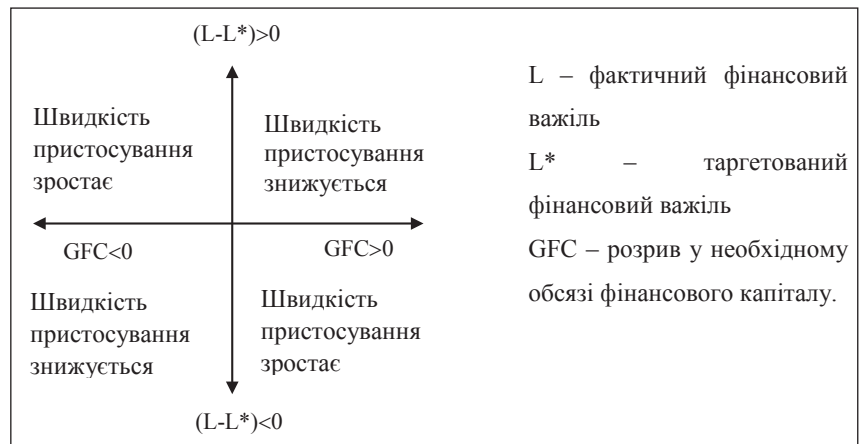 (L-L*)>0
Швидкість
пристосування
зростає
Швидкість
пристосування
знижується
GFC<0
GFC>0
Швидкість
пристосування
знижується
Швидкість
пристосування
зростає
(L-L*)<0
L – фактичний фінансовий
важіль
L* – таргетований
фінансовий важіль
GFC – розрив у необхідному
обсязі фінансового капіталу.